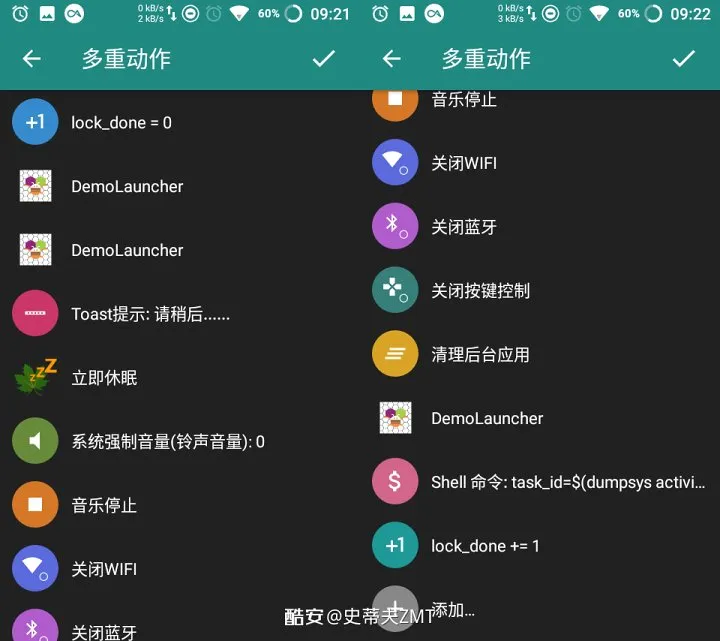 0 kB/s
2 kB/s
60%
09:21
多重动作
+1
lock_done = 0
DemoLauncher
DemoLauncher
Toast提示: 请稍后......
zzZ
立即休眠
系统强制音量(铃声音量): 0
音乐停止
关闭WIFI
关闭蓝牙
0 kB/s
3 kB/s
60%
09:22
多重动作
音乐停止
关闭WIFI
关闭蓝牙
关闭按键控制
清理后台应用
DemoLauncher
$
Shell 命令: task_id=$(dumpsys activi...
+1
lock_done += 1
添加...
酷安@史蒂夫ZMT